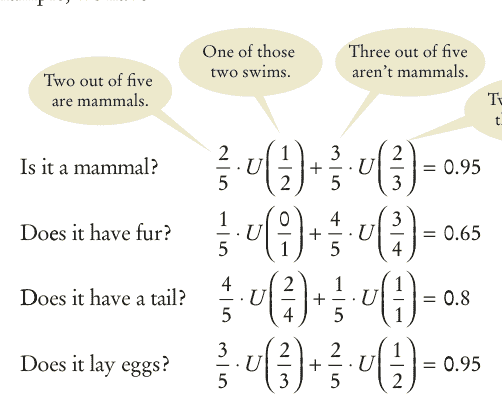 One of those
two swims.
Three out of five
aren't mammals.
Two out of five
are mammals.
Is it a mammal? 2/5 · U(1/2) + 3/5 · U(2/3) = 0.95
Does it have fur? 1/5 · U(0/1) + 4/5 · U(3/4) = 0.65
Does it have a tail? 4/5 · U(2/4) + 1/5 · U(1/1) = 0.8
Does it lay eggs? 3/5 · U(2/3) + 2/5 · U(1/2) = 0.95